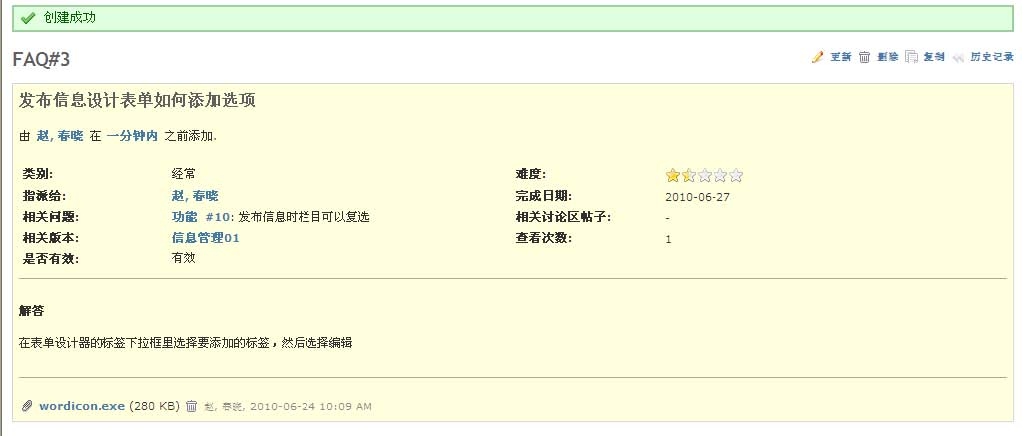 创建成功
FAQ#3
更新 删除 复制 历史记录
发布信息设计表单如何添加选项
由 赵, 春晓 在 一分钟内 之前添加.
类别: 经常 难度:
指派给: 赵, 春晓 完成日期: 2010-06-27
相关问题: 功能 #10: 发布信息时栏目可以复选 相关讨论区帖子: -
相关版本: 信息管理01 查看次数: 1
是否有效: 有效
解答
在表单设计器的标签下拉框里选择要添加的标签，然后选择编辑
wordicon.exe (280 KB) 赵, 春晓, 2010-06-24 10:09 AM